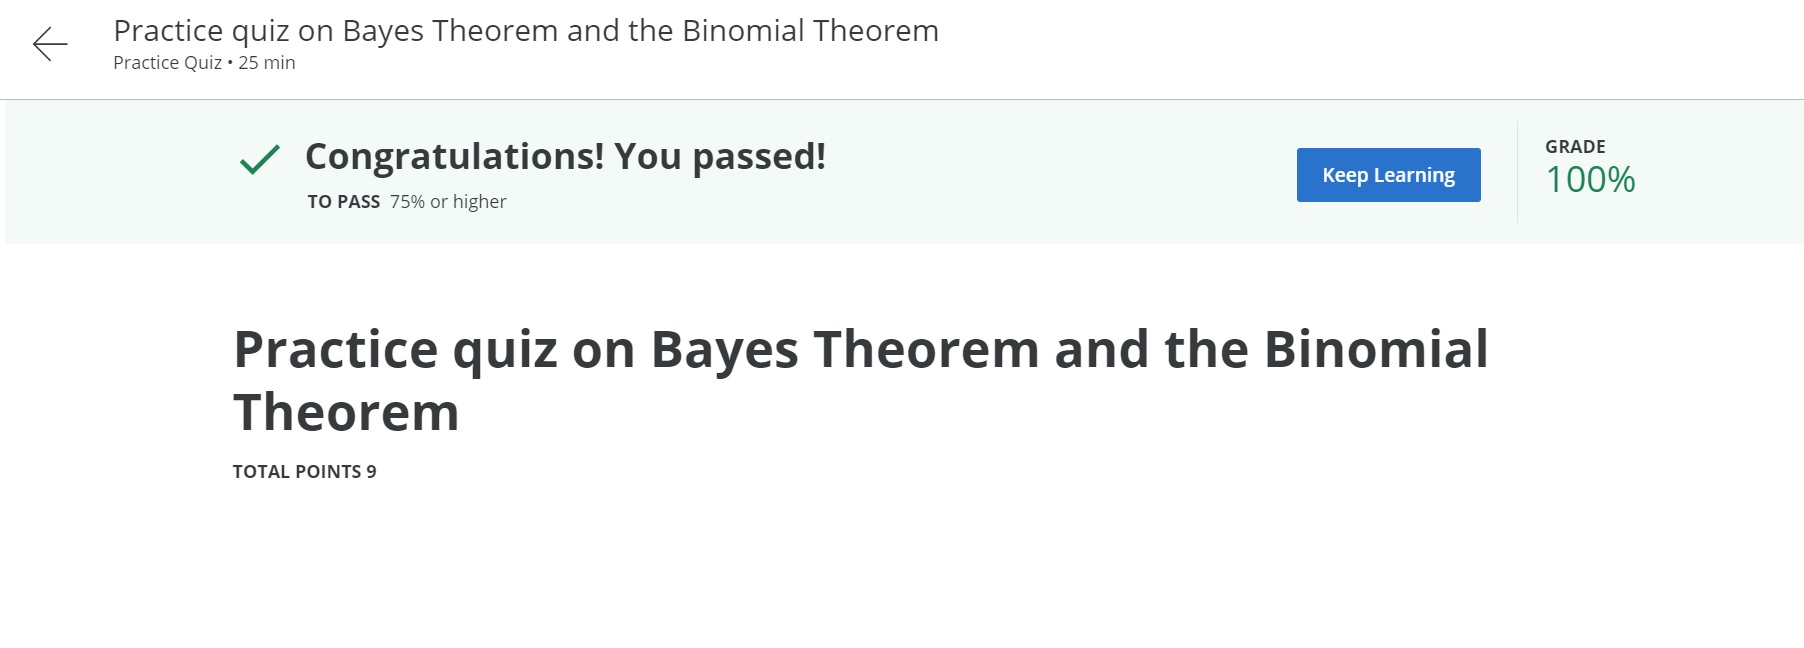 Practice quiz on Bayes Theorem and the Binomial Theorem
Practice Quiz • 25 min
Congratulations! You passed!
TO PASS 75% or higher
Keep Learning
GRADE
100%
Practice quiz on Bayes Theorem and the Binomial
Theorem
TOTAL POINTS 9